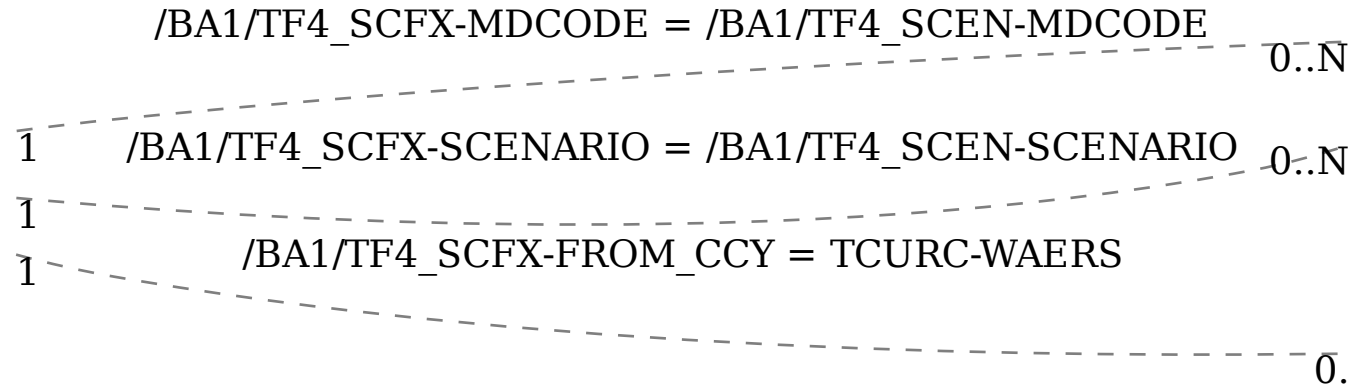 /BA1/TF4_SCFX-MDCODE = /BA1/TF4_SCEN-MDCODE
0..N
1
/BA1/TF4_SCFX-SCENARIO = /BA1/TF4_SCEN-SCENARIO
0..N
1
/BA1/TF4_SCFX-FROM_CCY = TCURC-WAERS
1
0.